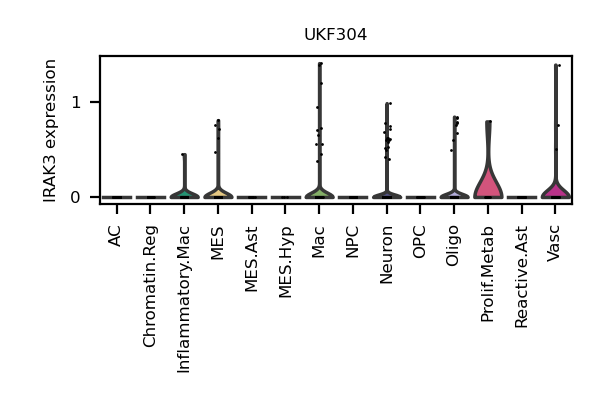 UKF304
IRAK3 expression
1
0
AC
Chromatin.Reg
Inflammatory.Mac
MES
MES.Ast
MES.Hyp
Mac
NPC
Neuron
OPC
Oligo
Prolif.Metab
Reactive.Ast
Vasc